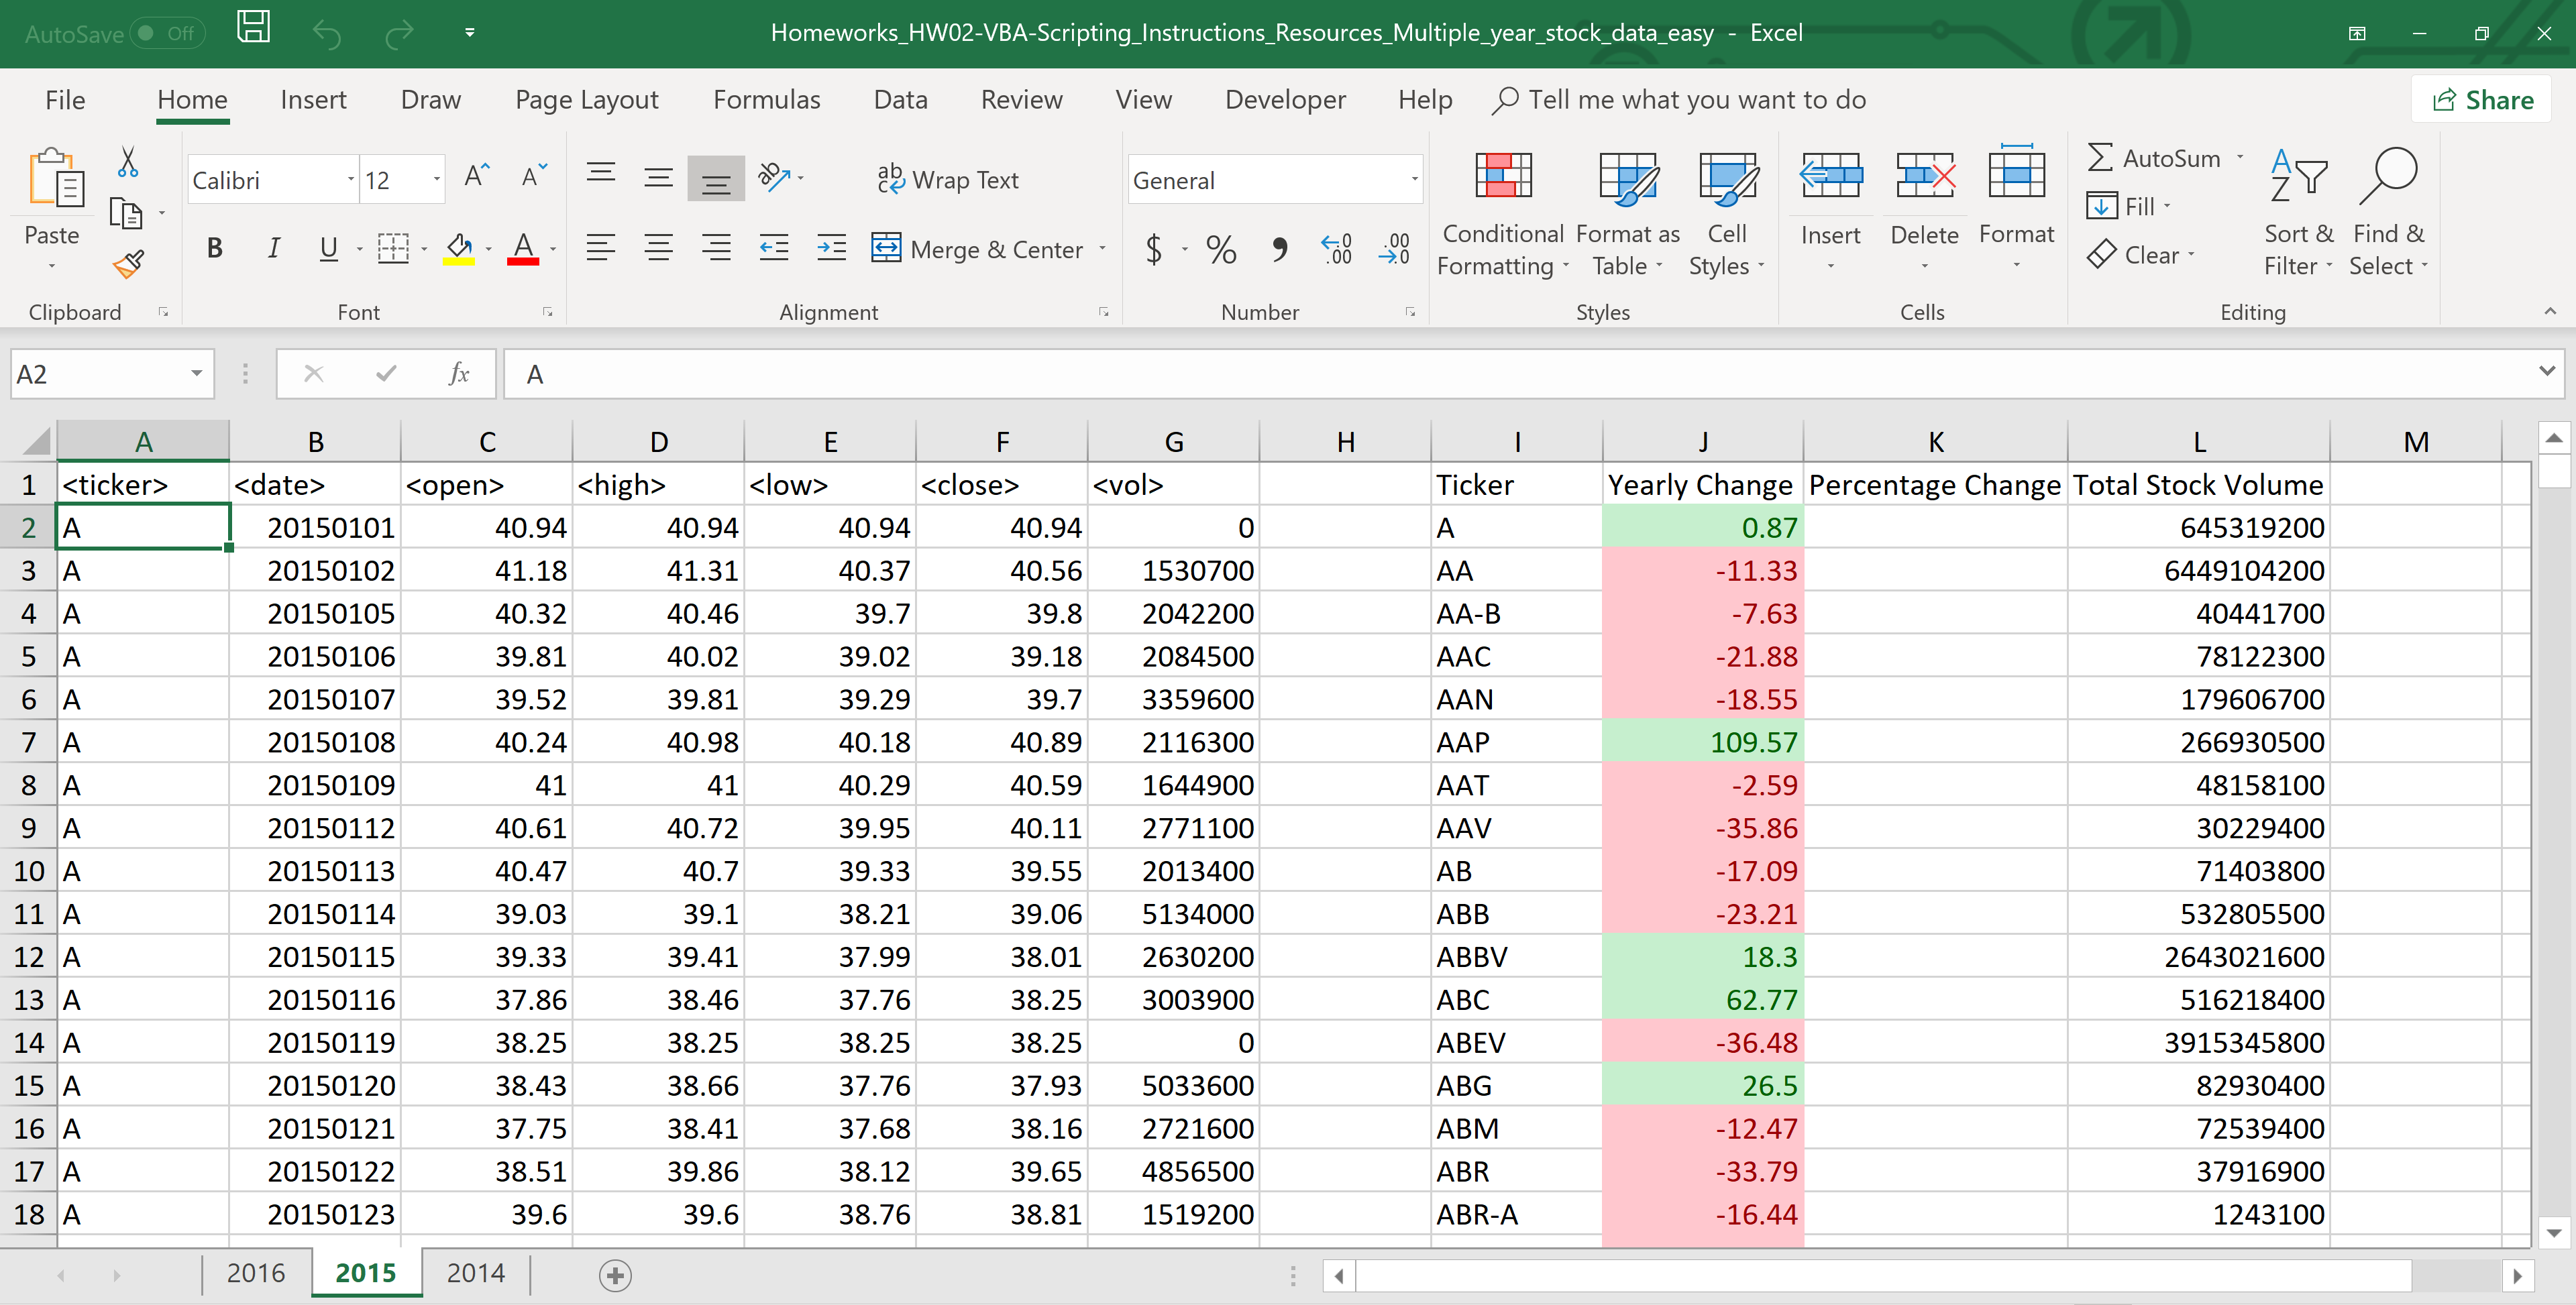 AutoSave Off Homeworks_HW02-VBA-Scripting_Instructions_Resources_Multiple_year_stock_data_easy - Excel
File Home Insert Draw Page Layout Formulas Data Review View Developer Help Tell me what you want to do Share
Calibri 12 A A ab Wrap Text General AutoSum
Paste B I U A Merge & Center $ % , .00 .0 Conditional Formatting Format as Table Cell Styles Insert Delete Format Fill Clear Sort & Filter Find & Select
Clipboard Font Alignment Number Styles Cells Editing
A2 fx A
A B C D E F G H I J K L M
1 <ticker> <date> <open> <high> <low> <close> <vol> Ticker Yearly Change Percentage Change Total Stock Volume
2 A 20150101 40.94 40.94 40.94 40.94 0 A 0.87 645319200
3 A 20150102 41.18 41.31 40.37 40.56 1530700 AA -11.33 6449104200
4 A 20150105 40.32 40.46 39.7 39.8 2042200 AA-B -7.63 40441700
5 A 20150106 39.81 40.02 39.02 39.18 2084500 AAC -21.88 78122300
6 A 20150107 39.52 39.81 39.29 39.7 3359600 AAN -18.55 179606700
7 A 20150108 40.24 40.98 40.18 40.89 2116300 AAP 109.57 266930500
8 A 20150109 41 41 40.29 40.59 1644900 AAT -2.59 48158100
9 A 20150112 40.61 40.72 39.95 40.11 2771100 AAV -35.86 30229400
10 A 20150113 40.47 40.7 39.33 39.55 2013400 AB -17.09 71403800
11 A 20150114 39.03 39.1 38.21 39.06 5134000 ABB -23.21 532805500
12 A 20150115 39.33 39.41 37.99 38.01 2630200 ABBV 18.3 2643021600
13 A 20150116 37.86 38.46 37.76 38.25 3003900 ABC 62.77 516218400
14 A 20150119 38.25 38.25 38.25 38.25 0 ABEV -36.48 3915345800
15 A 20150120 38.43 38.66 37.76 37.93 5033600 ABG 26.5 82930400
16 A 20150121 37.75 38.41 37.68 38.16 2721600 ABM -12.47 72539400
17 A 20150122 38.51 39.86 38.12 39.65 4856500 ABR -33.79 37916900
18 A 20150123 39.6 39.6 38.76 38.81 1519200 ABR-A -16.44 1243100
2016 2015 2014